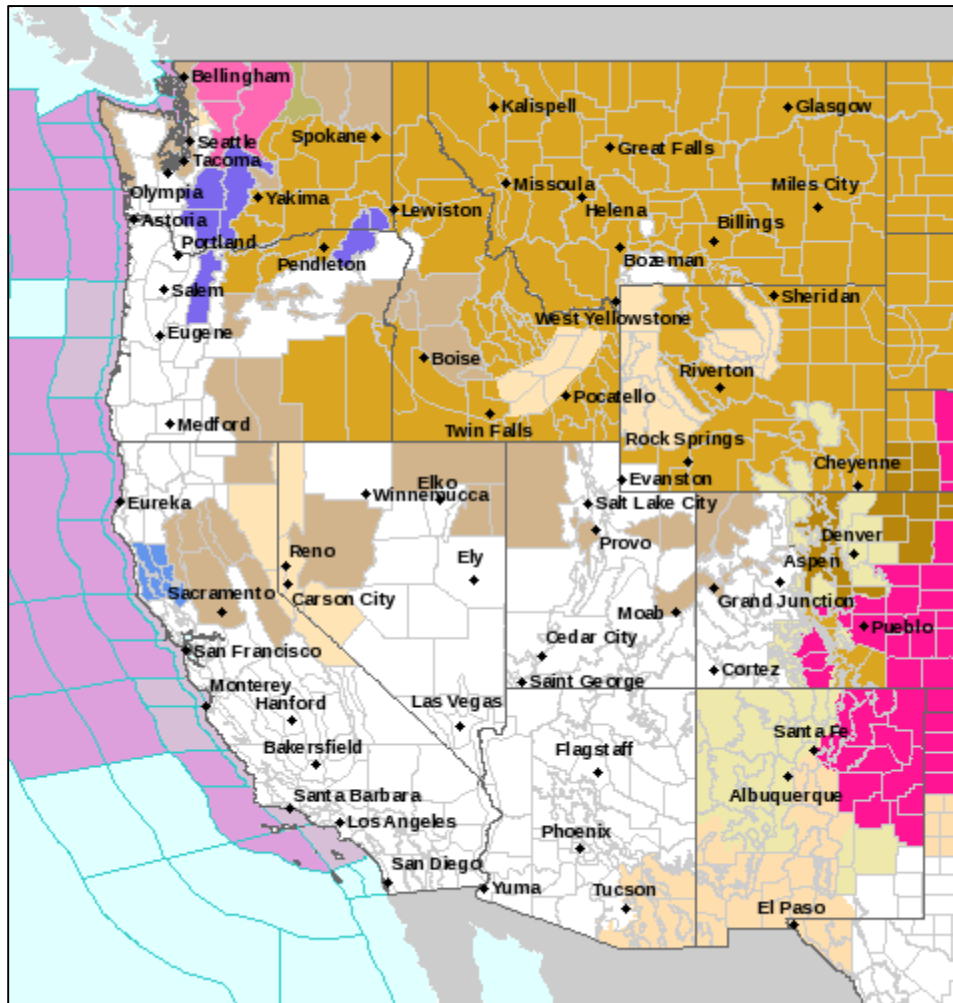 Bellingham
Kalispell
Glasgow
Seattle
Spokane
Great Falls
Tacoma
Olympia
Missoula
Miles City
Yakima
Lewiston
Helena
Astoria
Billings
Portland
Pendleton
Bozeman
Salem
Sheridan
West Yellowstone
Eugene
Boise
Riverton
Pocatello
Medford
Twin Falls
Rock Springs
Cheyenne
Elko
Evanston
Eureka
Winnemucca
Salt Lake City
Denver
Provo
Reno
Ely
Aspen
Sacramento
Carson City
Moab
Grand Junction
Pueblo
Cedar City
San Francisco
Cortez
Saint George
Monterey
Hanford
Las Vegas
Santa Fe
Bakersfield
Flagstaff
Albuquerque
Santa Barbara
Los Angeles
Phoenix
San Diego
Yuma
Tucson
El Paso